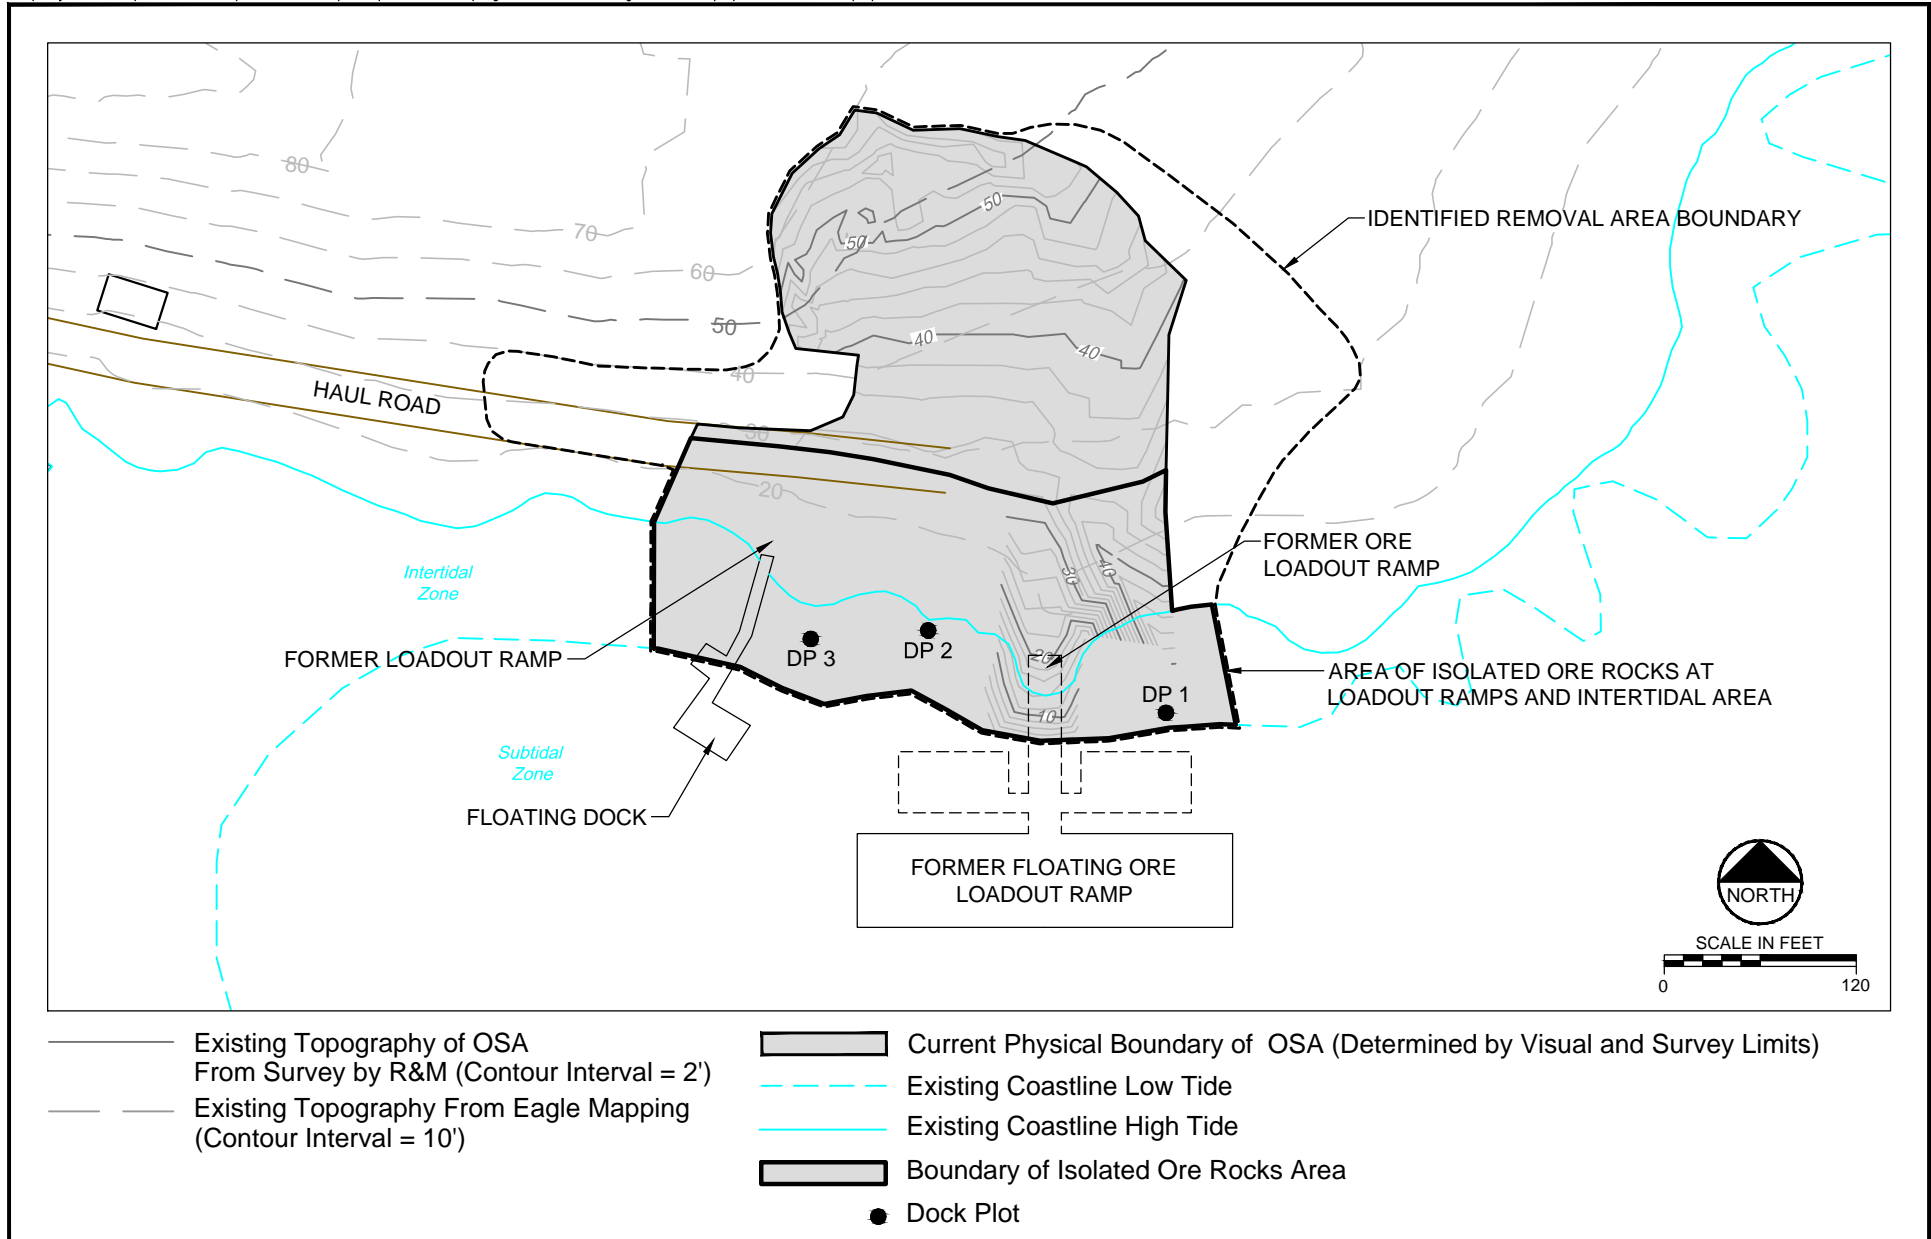 80
70
60
50
40
30
20
50
50
40
40
IDENTIFIED REMOVAL AREA BOUNDARY
HAUL ROAD
FORMER ORE
LOADOUT RAMP
30
40
20
10
Intertidal
Zone
FORMER LOADOUT RAMP
DP 3
DP 2
DP 1
AREA OF ISOLATED ORE ROCKS AT
LOADOUT RAMPS AND INTERTIDAL AREA
Subtidal
Zone
FLOATING DOCK
FORMER FLOATING ORE
LOADOUT RAMP
NORTH
SCALE IN FEET
0 120
Existing Topography of OSA
From Survey by R&M (Contour Interval = 2')
Existing Topography From Eagle Mapping
(Contour Interval = 10')
Current Physical Boundary of OSA (Determined by Visual and Survey Limits)
Existing Coastline Low Tide
Existing Coastline High Tide
Boundary of Isolated Ore Rocks Area
Dock Plot